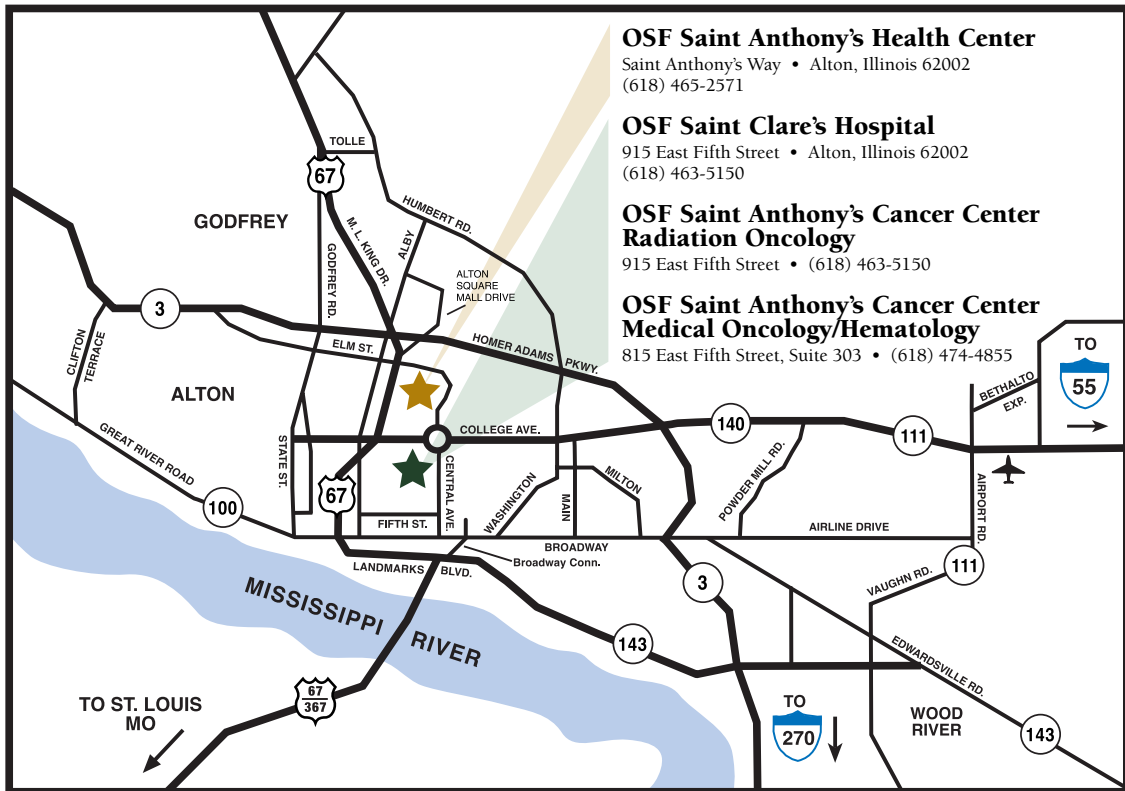 OSF Saint Anthony's Health Center
Saint Anthony's Way • Alton, Illinois 62002
(618) 465-2571
OSF Saint Clare's Hospital
915 East Fifth Street • Alton, Illinois 62002
(618) 463-5150
OSF Saint Anthony's Cancer Center
Radiation Oncology
915 East Fifth Street • (618) 463-5150
OSF Saint Anthony's Cancer Center
Medical Oncology/Hematology
815 East Fifth Street, Suite 303 • (618) 474-4855
TOLLE
67
HUMBERT RD.
GODFREY
M. L. KING DR.
ALBY
GODFREY RD.
ALTON
SQUARE
MALL DRIVE
3
CLIFTON
TERRACE
ELM ST.
HOMER ADAMS PKWY.
TO
55
BETHALTO
EXP.
ALTON
140
111
COLLEGE AVE.
GREAT RIVER ROAD
STATE ST.
CENTRAL AVE.
WASHINGTON
MAIN
MILTON
POWDER MILL RD.
AIRPORT RD.
67
100
FIFTH ST.
AIRLINE DRIVE
BROADWAY
Broadway Conn.
LANDMARKS BLVD.
111
VAUGHN RD.
3
MISSISSIPPI RIVER
143
EDWARDSVILLE RD.
67
367
TO ST. LOUIS
MO
TO
270
WOOD
RIVER
143